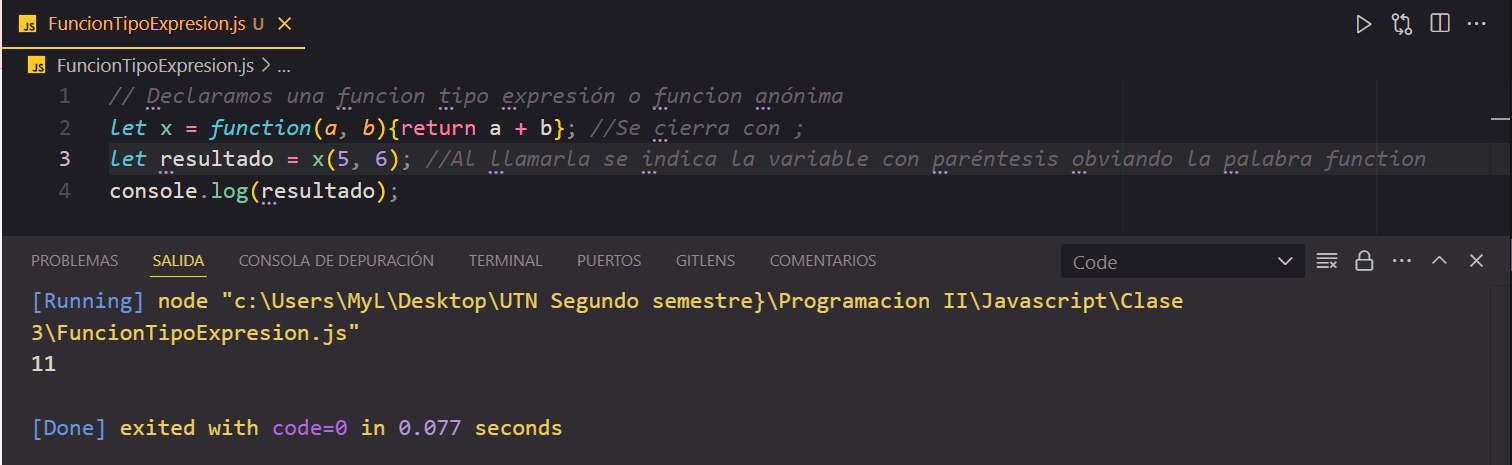 JS FuncionTipoExpresion.js U
JS FuncionTipoExpresion.js > ...
1 // Declaramos una funcion tipo expresión o funcion anónima
2 let x = function(a, b){return a + b}; //Se cierra con ;
3 let resultado = x(5, 6); //Al llamarla se indica la variable con paréntesis obviando la palabra function
4 console.log(resultado);
PROBLEMAS SALIDA CONSOLA DE DEPURACIÓN TERMINAL PUERTOS GITLENS COMENTARIOS Code
[Running] node "c:\Users\MyL\Desktop\UTN Segundo semestre}\Programacion II\Javascript\Clase
3\FuncionTipoExpresion.js"
11
[Done] exited with code=0 in 0.077 seconds